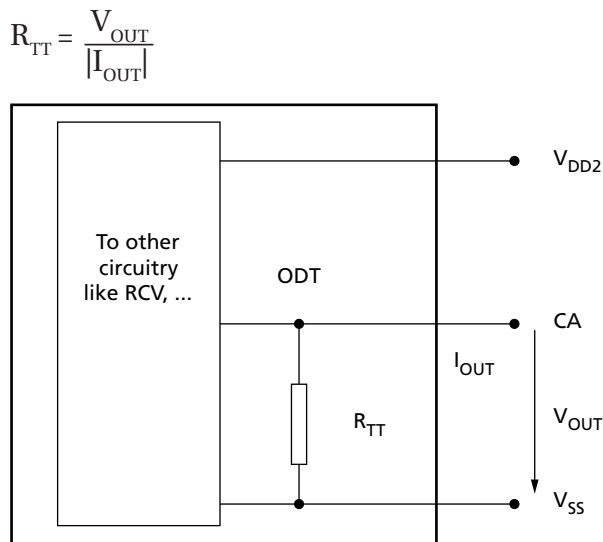 R_TT = V_OUT / |I_OUT|
V_DD2
To other
circuitry
like RCV, ...
ODT
CA
I_OUT
R_TT
V_OUT
V_SS